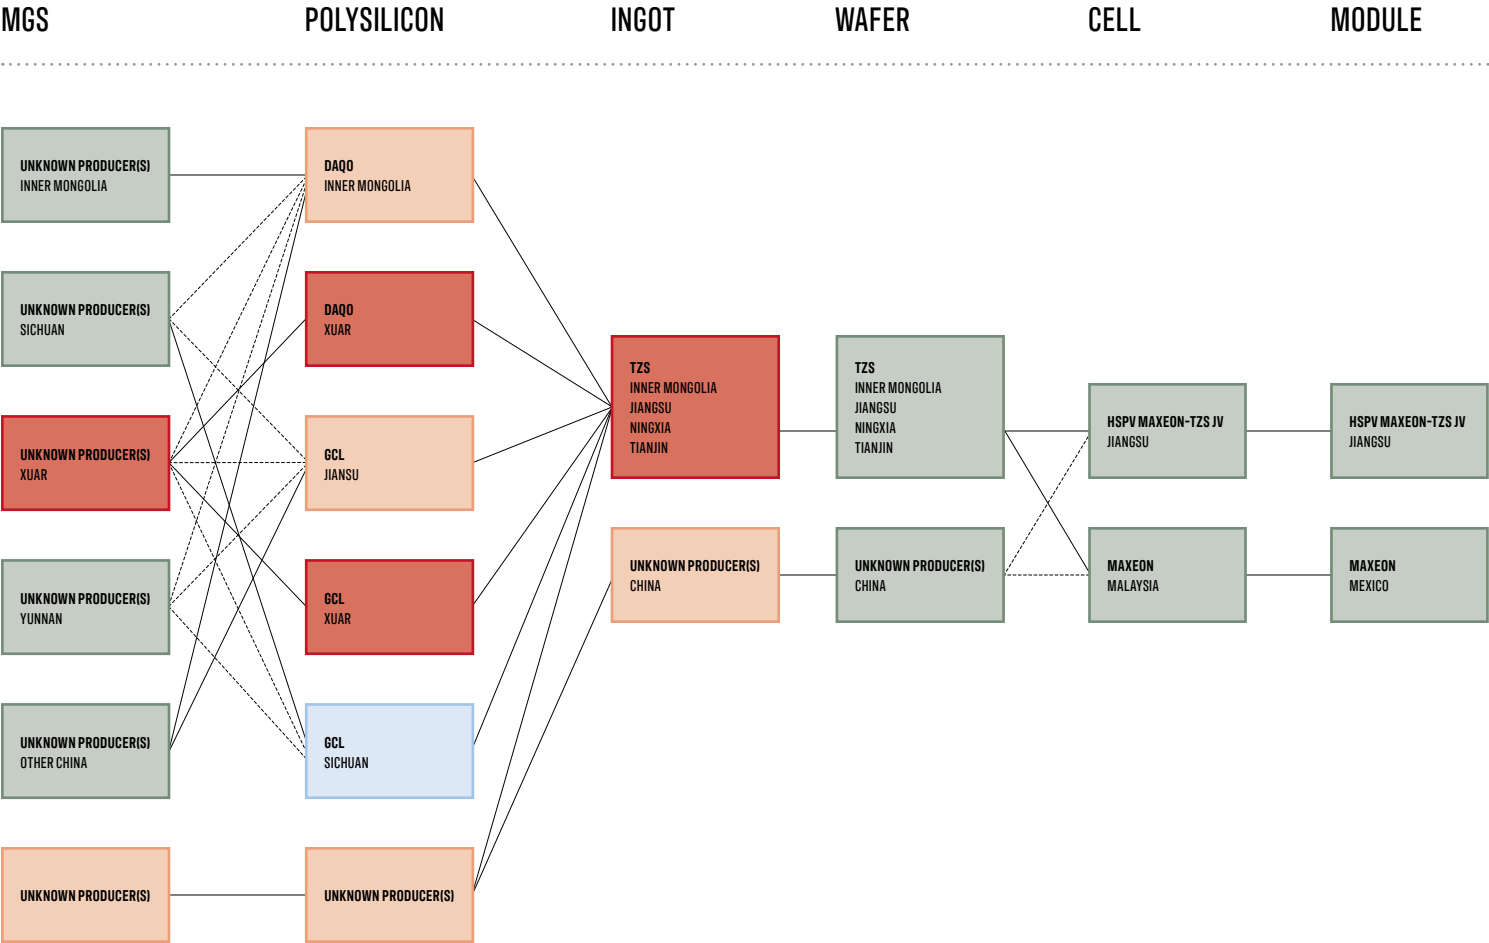 MGS
POLYSILICON
INGOT
WAFER
CELL
MODULE
UNKNOWN PRODUCER(S)
INNER MONGOLIA
UNKNOWN PRODUCER(S)
SICHUAN
UNKNOWN PRODUCER(S)
XUAR
UNKNOWN PRODUCER(S)
YUNNAN
UNKNOWN PRODUCER(S)
OTHER CHINA
UNKNOWN PRODUCER(S)
DAQO
INNER MONGOLIA
DAQO
XUAR
GCL
JIANSU
GCL
XUAR
GCL
SICHUAN
UNKNOWN PRODUCER(S)
TZS
INNER MONGOLIA
JIANGSU
NINGXIA
TIANJIN
UNKNOWN PRODUCER(S)
CHINA
TZS
INNER MONGOLIA
JIANGSU
NINGXIA
TIANJIN
UNKNOWN PRODUCER(S)
CHINA
HSPV MAXEON-TZS JV
JIANGSU
MAXEON
MALAYSIA
HSPV MAXEON-TZS JV
JIANGSU
MAXEON
MEXICO